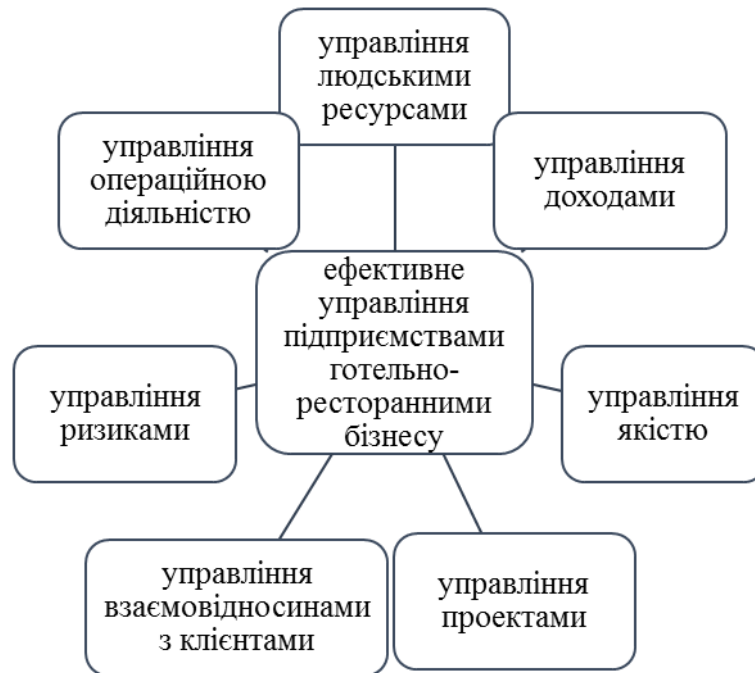 управління
людськими
ресурсами
управління
операційною
діяльністю
управління
доходами
ефективне
управління
підприємствами
готельно-
ресторанними
бізнесу
управління
ризиками
управління
якістю
управління
взаємовідносинами
з клієнтами
управління
проектами